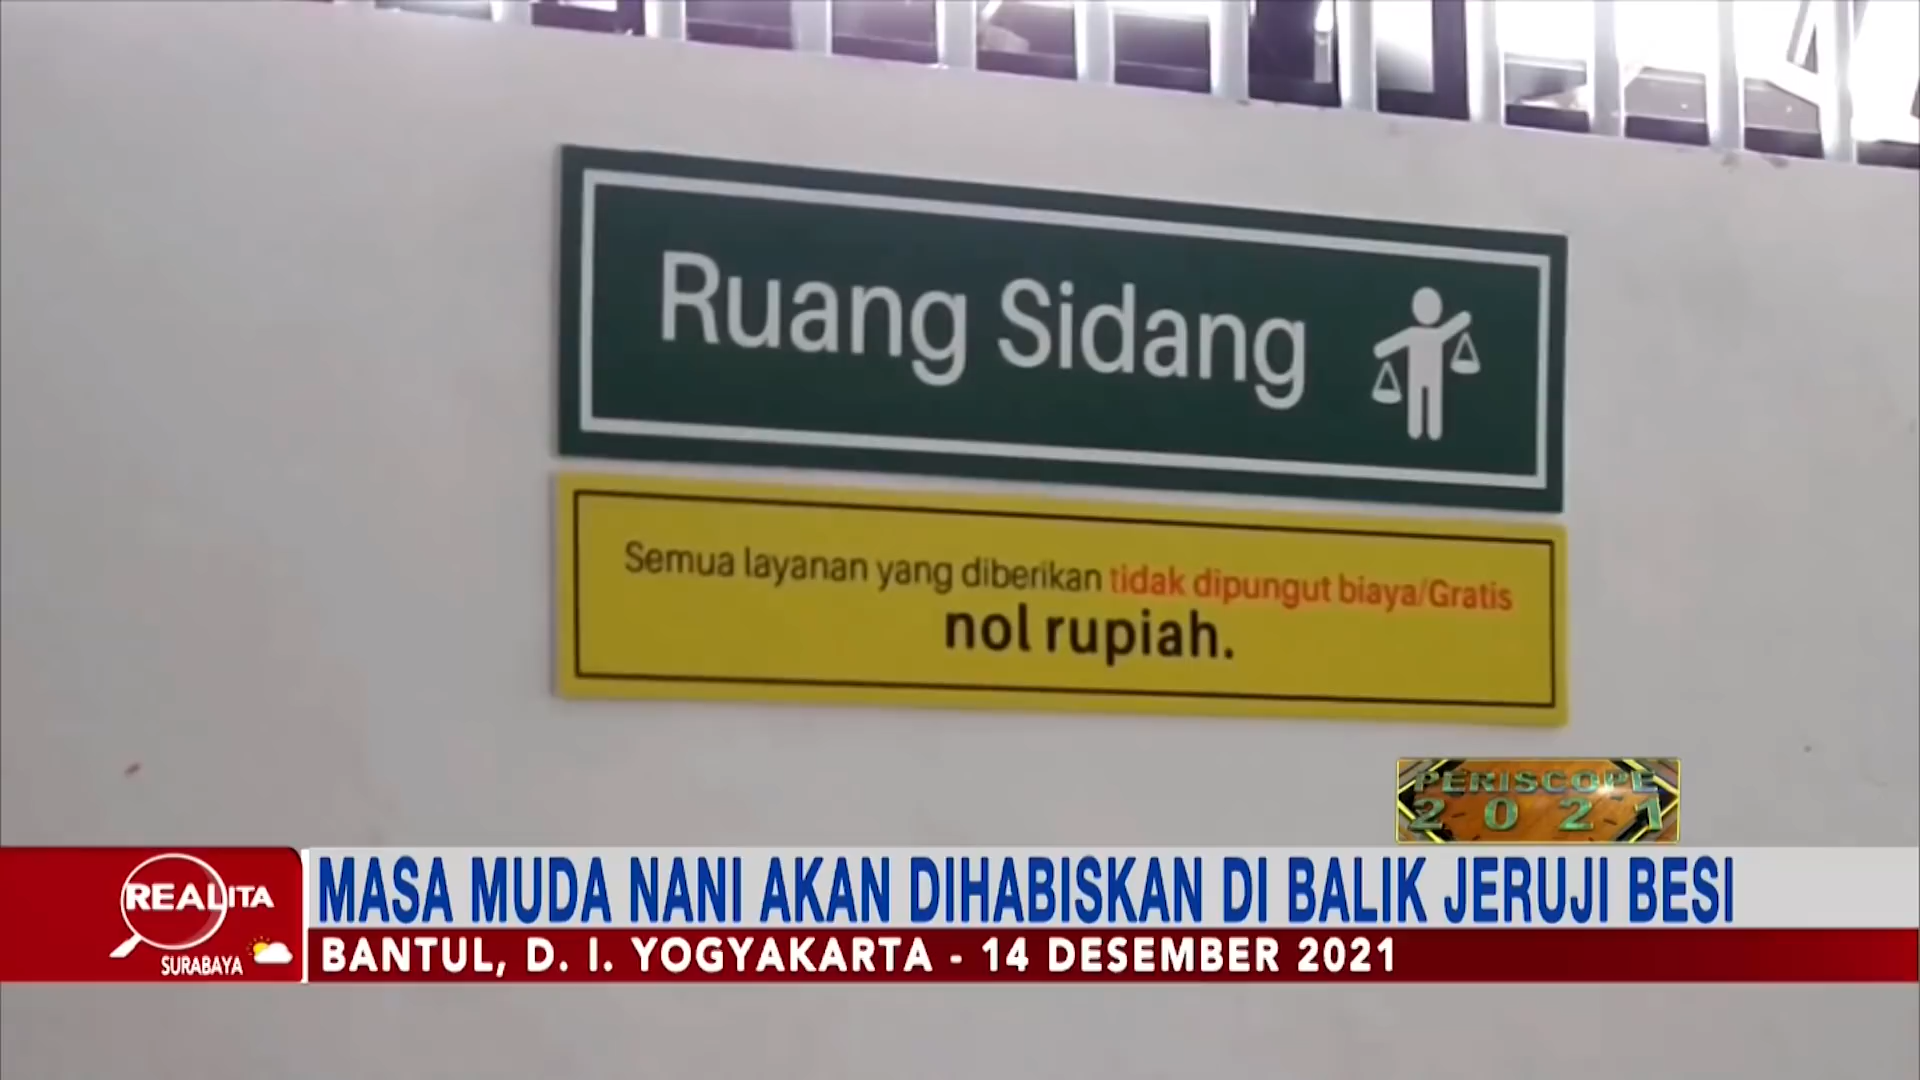 Ruang Sidang
Semua layanan yang diberikan tidak dipungut biaya/Gratis
nol rupiah.
PERISCOPE
2021
REALITA
SURABAYA
MASA MUDA NANI AKAN DIHABISKAN DI BALIK JERUJI BESI
BANTUL, D. I. YOGYAKARTA - 14 DESEMBER 2021